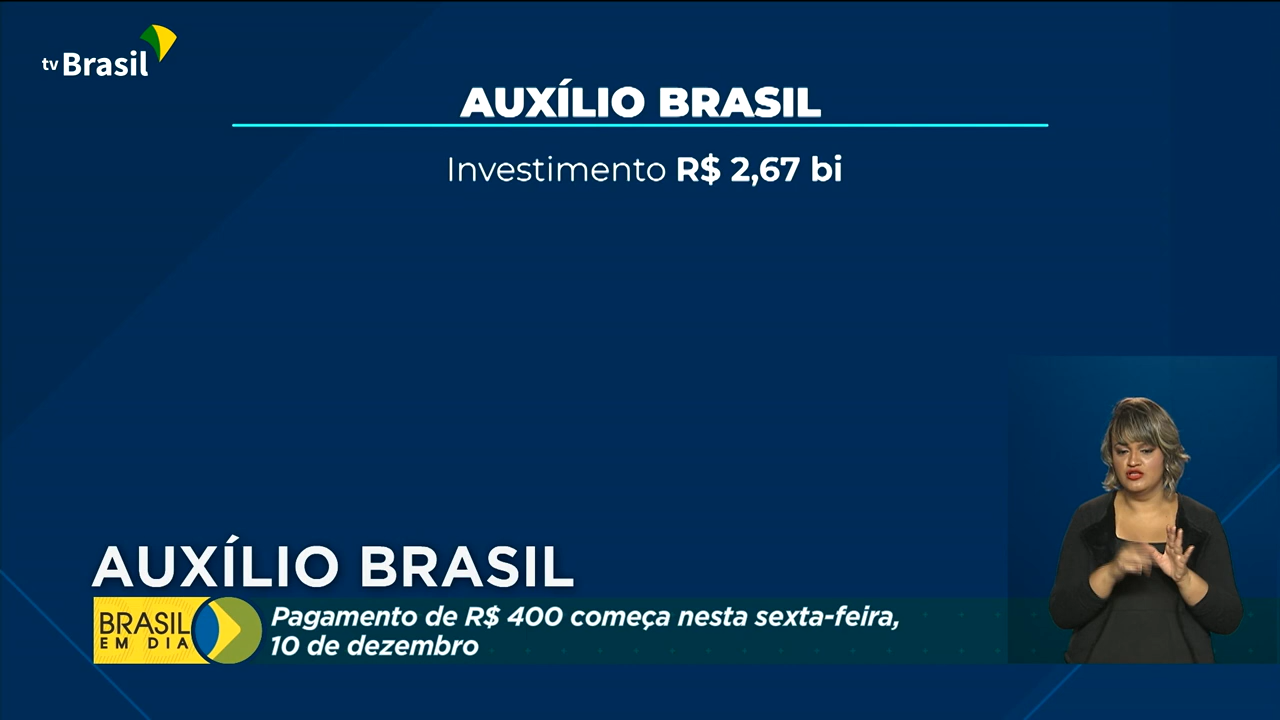 tv Brasil
AUXÍLIO BRASIL
Investimento R$ 2,67 bi
AUXÍLIO BRASIL
BRASIL
EM DIA
Pagamento de R$ 400 começa nesta sexta-feira,
10 de dezembro